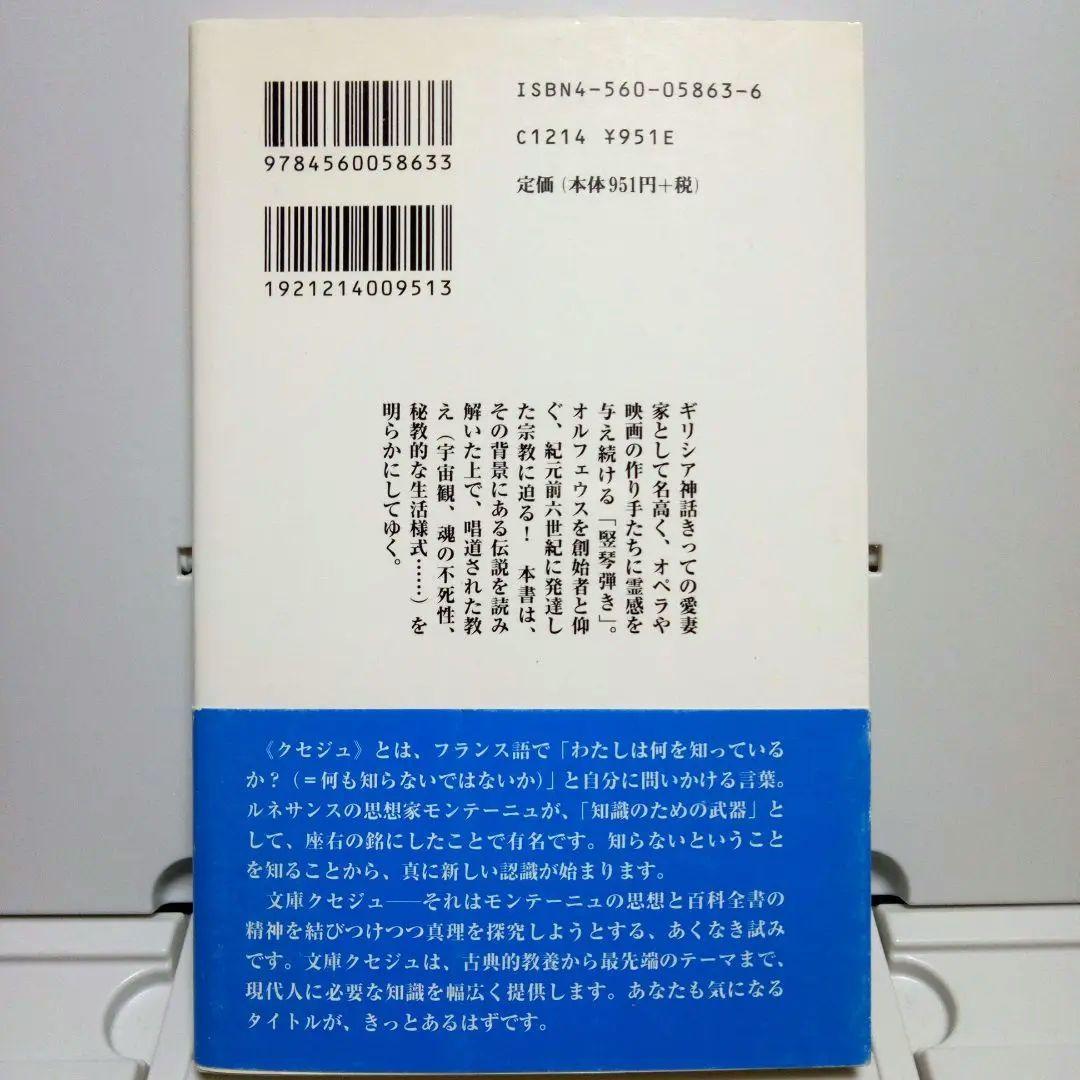 9784560058633
1921214009513
ISBN4-560-05863-6
C1214 ¥951E
定価(本体951円+税)
ギリシア神話きっての愛妻
家として名高く、オペラや
映画の作り手たちに霊感を
与え続ける「竪琴弾き」。
オルフェウスを創始者と仰
ぐ、紀元前六世紀に発達し
た宗教に迫る！　本書は、
その背景にある伝説を読み
解いた上で、唱道された教
え（宇宙観、魂の不死性、
秘教的な生活様式……）を
明らかにしてゆく。
《クセジュ》とは、フランス語で「わたしは何を知っている
か？(＝何も知らないではないか)」と自分に問いかける言葉。
ルネサンスの思想家モンテーニュが、「知識のための武器」と
して、座右の銘にしたことで有名です。知らないということ
を知ることから、真に新しい認識が始まります。
文庫クセジュ――それはモンテーニュの思想と百科全書の
精神を結びつけつつ真理を探究しようとする、あくなき試み
です。文庫クセジュは、古典的教養から最先端のテーマまで、
現代人に必要な知識を幅広く提供します。あなたも気になる
タイトルが、きっとあるはずです。